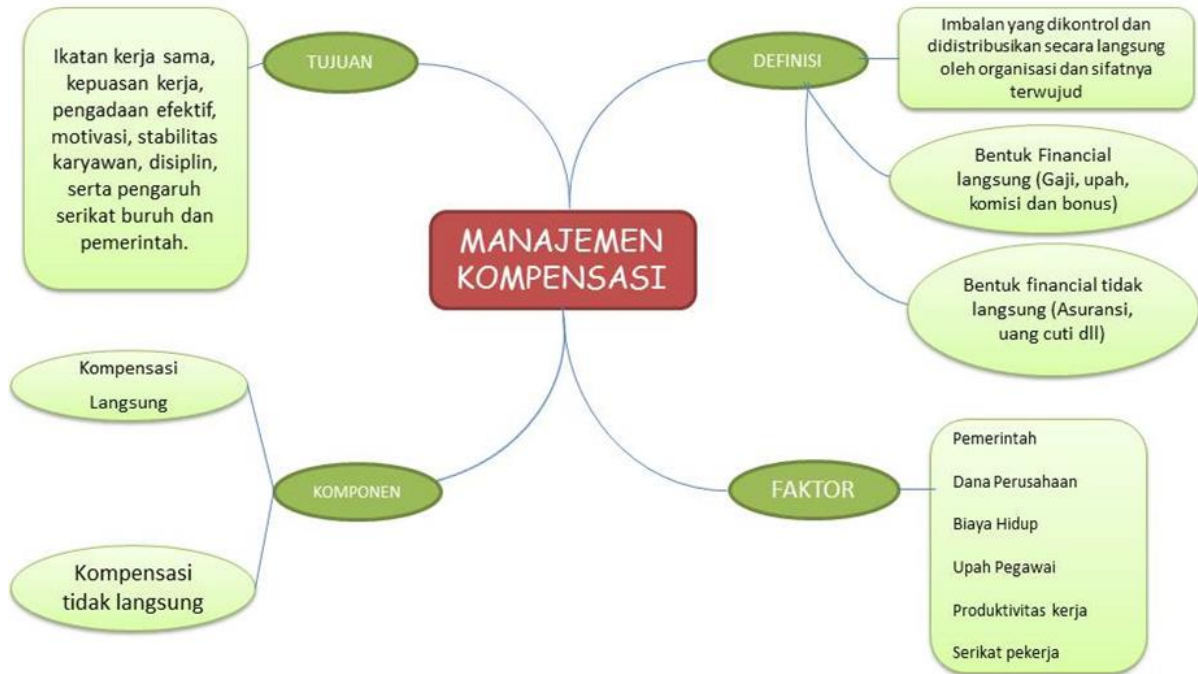 TUJUAN
Ikatan kerja sama,
kepuasan kerja,
pengadaan efektif,
motivasi, stabilitas
karyawan, disiplin,
serta pengaruh
serikat buruh dan
pemerintah.
DEFINISI
Imbalan yang dikontrol dan
didistribusikan secara langsung
oleh organisasi dan sifatnya
terwujud
Bentuk Financial
langsung (Gaji, upah,
komisi dan bonus)
Bentuk financial tidak
langsung (Asuransi,
uang cuti dll)
MANAJEMEN
KOMPENSASI
KOMPONEN
Kompensasi
Langsung
Kompensasi
tidak langsung
FAKTOR
Pemerintah
Dana Perusahaan
Biaya Hidup
Upah Pegawai
Produktivitas kerja
Serikat pekerja